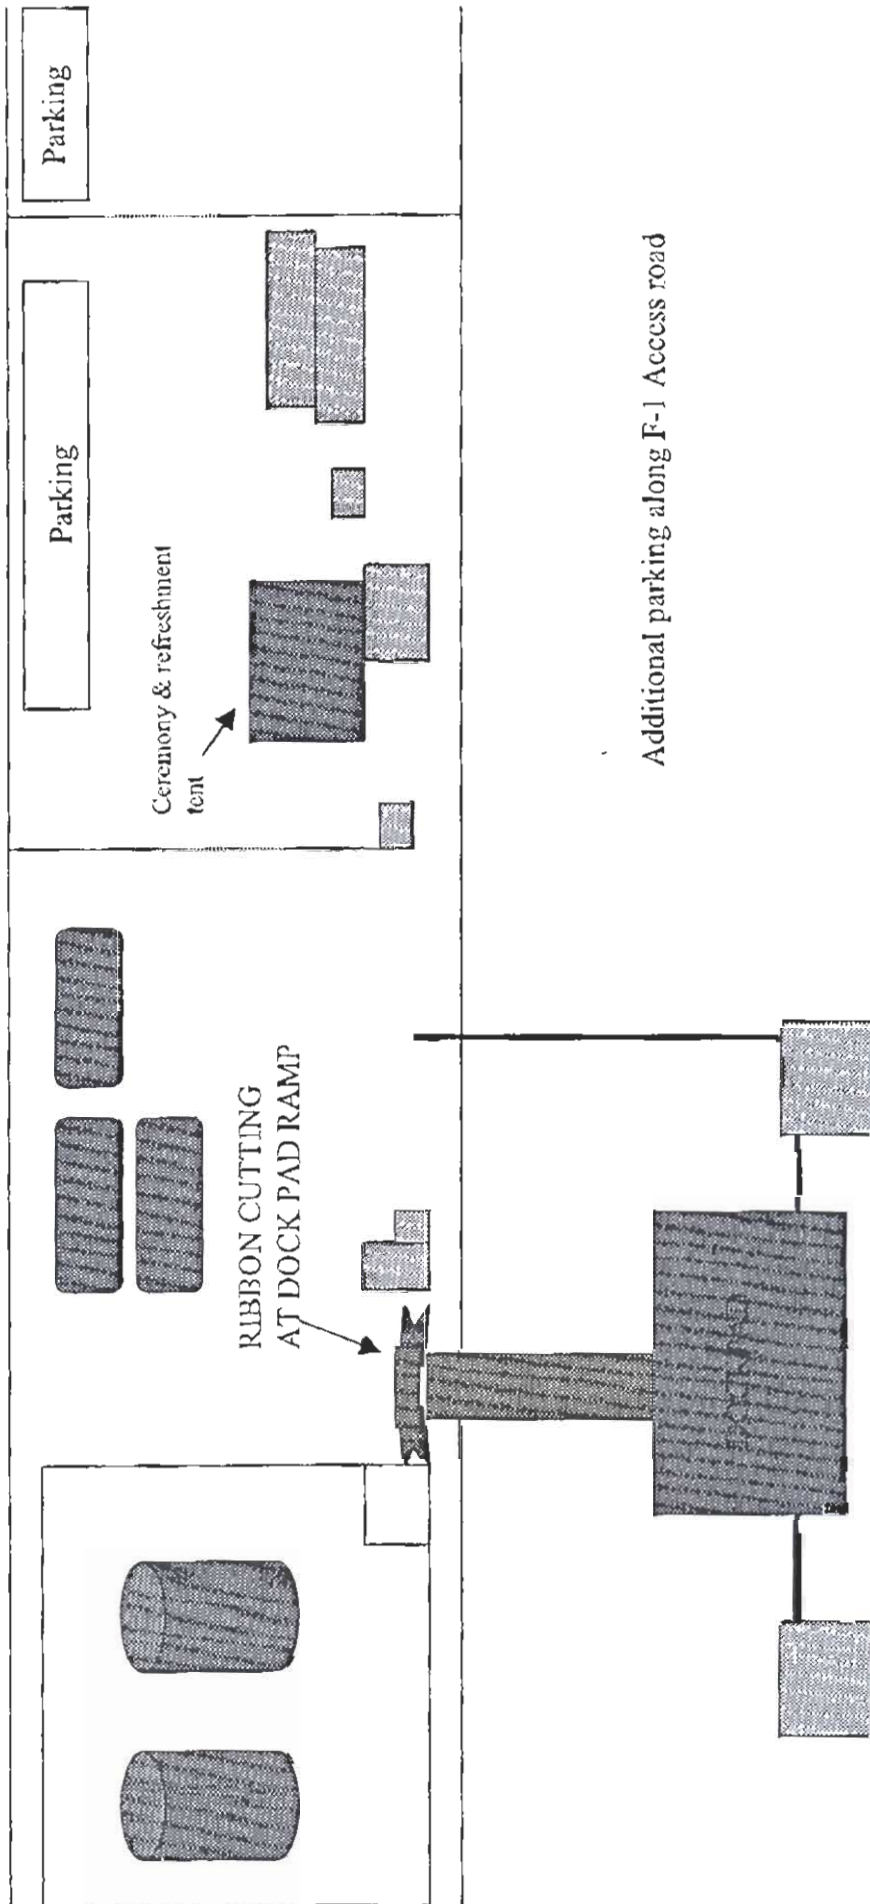 Parking
Parking
Ceremony & refreshment
tent
RIBBON CUTTING
AT DOCK PAD RAMP
Additional parking along F-1 Access road